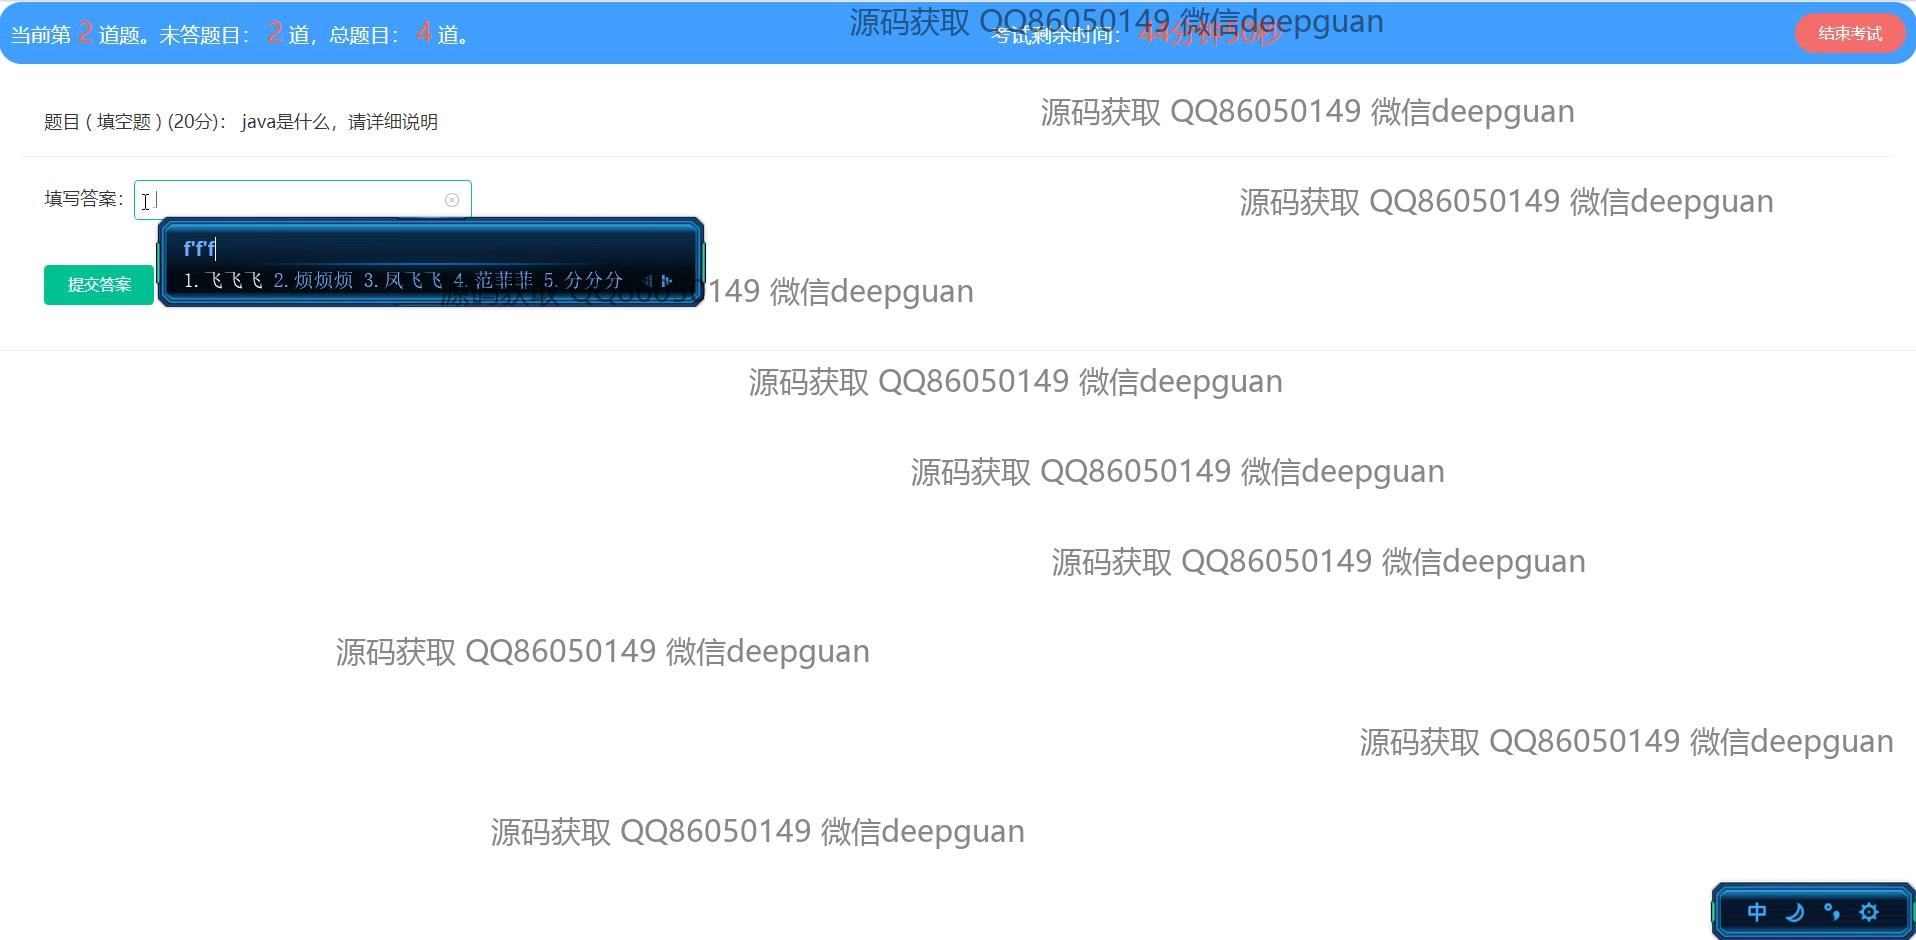 当前第 2 道题。未答题目： 2 道，总题目： 4 道。
考试剩余时间： 44分钟50秒
结束考试
源码获取 QQ86050149 微信deepguan
题目 ( 填空题 ) (20分)： java是什么，请详细说明
源码获取 QQ86050149 微信deepguan
填写答案：
源码获取 QQ86050149 微信deepguan
f'f'f
1.飞飞飞 2.烦烦烦 3.凤飞飞 4.范菲菲 5.分分分
提交答案
源码获取 QQ86050149 微信deepguan
源码获取 QQ86050149 微信deepguan
源码获取 QQ86050149 微信deepguan
源码获取 QQ86050149 微信deepguan
源码获取 QQ86050149 微信deepguan
源码获取 QQ86050149 微信deepguan
源码获取 QQ86050149 微信deepguan
中